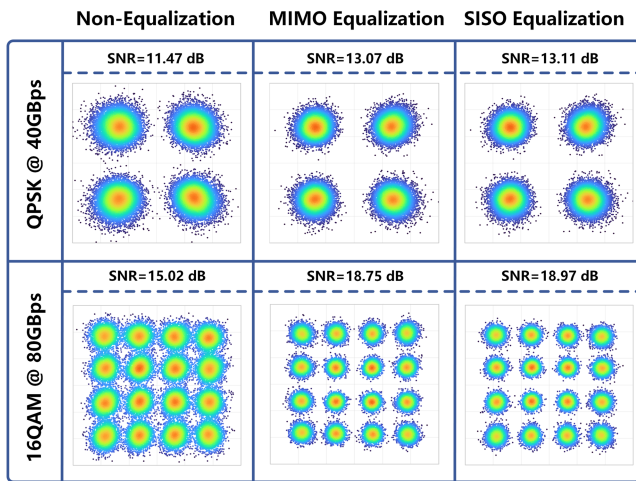 Non-Equalization MIMO Equalization SISO Equalization
QPSK @ 40GBps
SNR=11.47 dB SNR=13.07 dB SNR=13.11 dB
16QAM @ 80GBps
SNR=15.02 dB SNR=18.75 dB SNR=18.97 dB